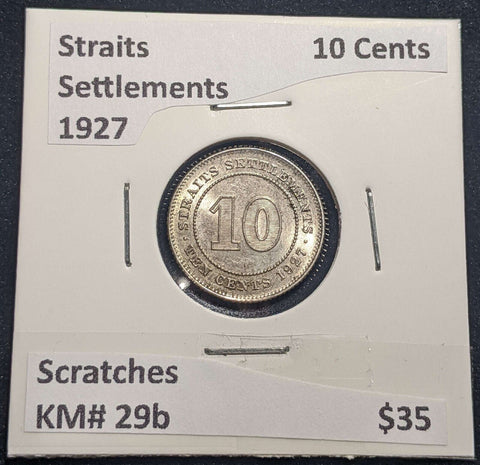 Straits 10 Cents
Settlements
1927
STRAITS SETTLEMENTS
10
TEN CENTS 1927
Scratches
KM# 29b $35